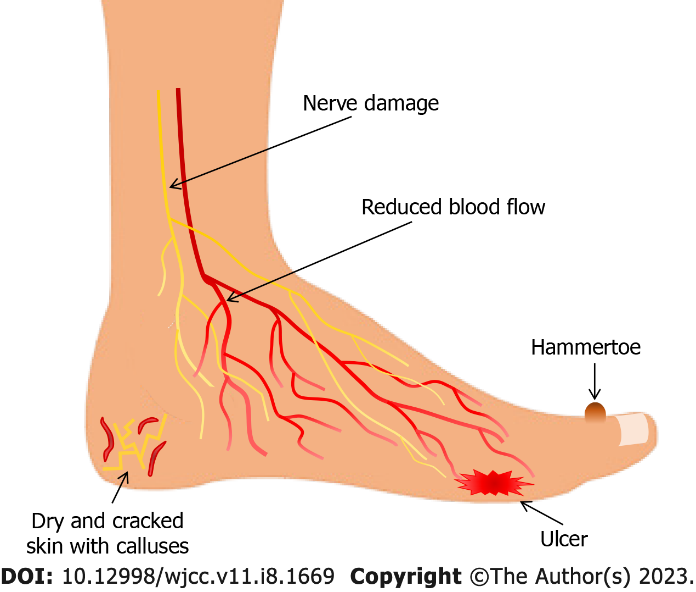 Nerve damage
Reduced blood flow
Hammertoe
Dry and cracked
skin with calluses
Ulcer
DOI: 10.12998/wjcc.v11.i8.1669 Copyright ©The Author(s) 2023.